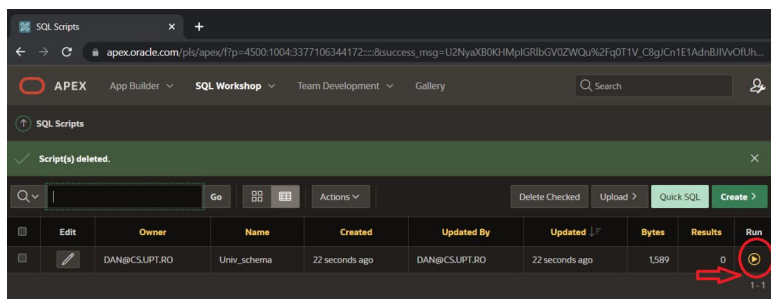 SQL Scripts
apex.oracle.com/pls/apex/f?p=4500:1004:3377106344172:::::&success_msg=U2NyaXB0KHMpIGRlbGV0ZWQu%2Fq0T1V_C8gJCn1E1AdnBJIVvOfUh...
APEX App Builder SQL Workshop Team Development Gallery Search
SQL Scripts
Script(s) deleted.
Go Actions Delete Checked Upload > Quick SQL Create >
Edit Owner Name Created Updated By Updated Bytes Results Run
DAN@CS.UPT.RO Univ_schema 22 seconds ago DAN@CS.UPT.RO 22 seconds ago 1,589 0
1 - 1